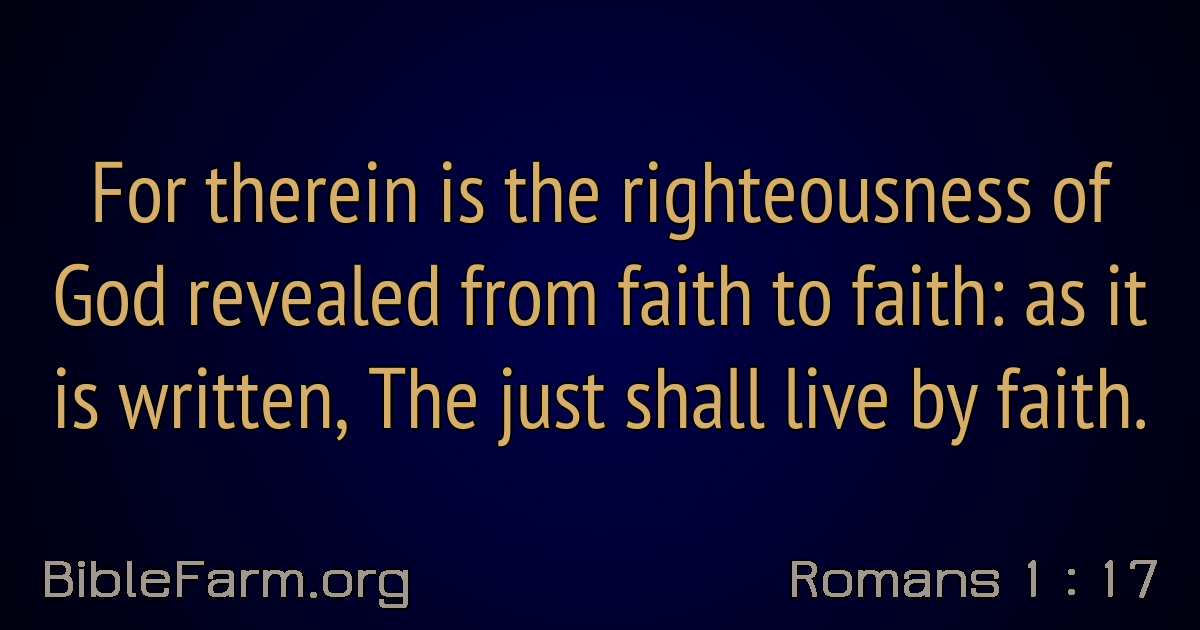 For therein is the righteousness of
God revealed from faith to faith: as it
is written, The just shall live by faith.
BibleFarm.org
Romans 1 : 17